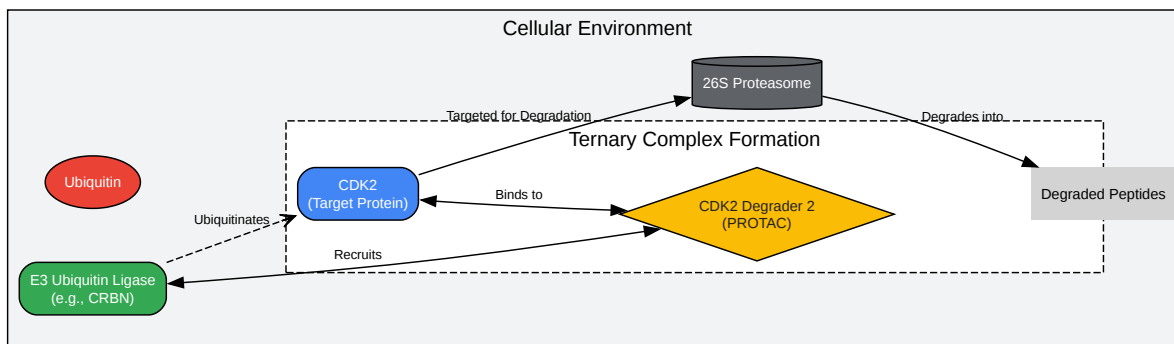 Cellular Environment
26S Proteasome
Targeted for Degradation
Degrades into
Ternary Complex Formation
Ubiquitin
CDK2
(Target Protein)
Binds to
CDK2 Degrader 2
(PROTAC)
Degraded Peptides
Ubiquitinates
Recruits
E3 Ubiquitin Ligase
(e.g., CRBN)